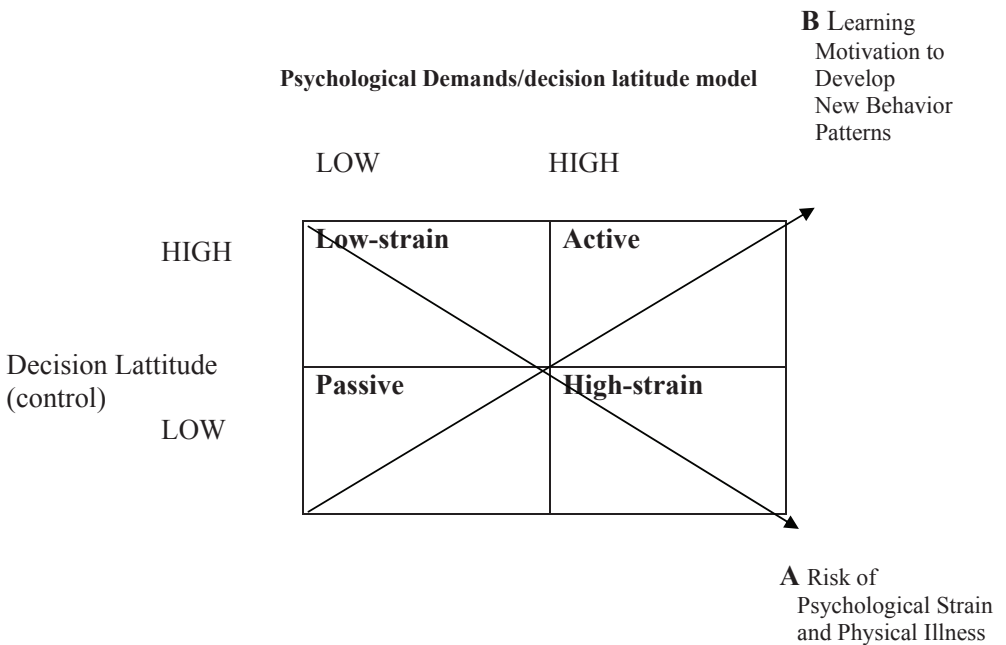 B Learning
Motivation to
Develop
New Behavior
Patterns
Psychological Demands/decision latitude model
LOW HIGH
HIGH
Low-strain Active
Decision Lattitude
(control)
Passive High-strain
LOW
A Risk of
Psychological Strain
and Physical Illness